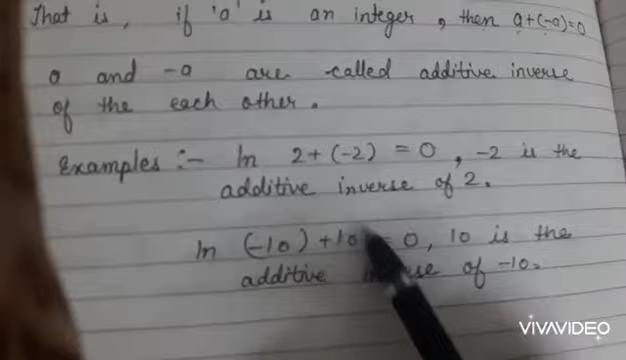 That is, if 'a' is an integer, then a+(-a)=0
a and -a are called additive inverse
of the each other.
Examples :- In 2+(-2) = 0, -2 is the
additive inverse of 2.
In (-10) +10 = 0, 10 is the
additive inverse of -10.
VIVAVIDEO